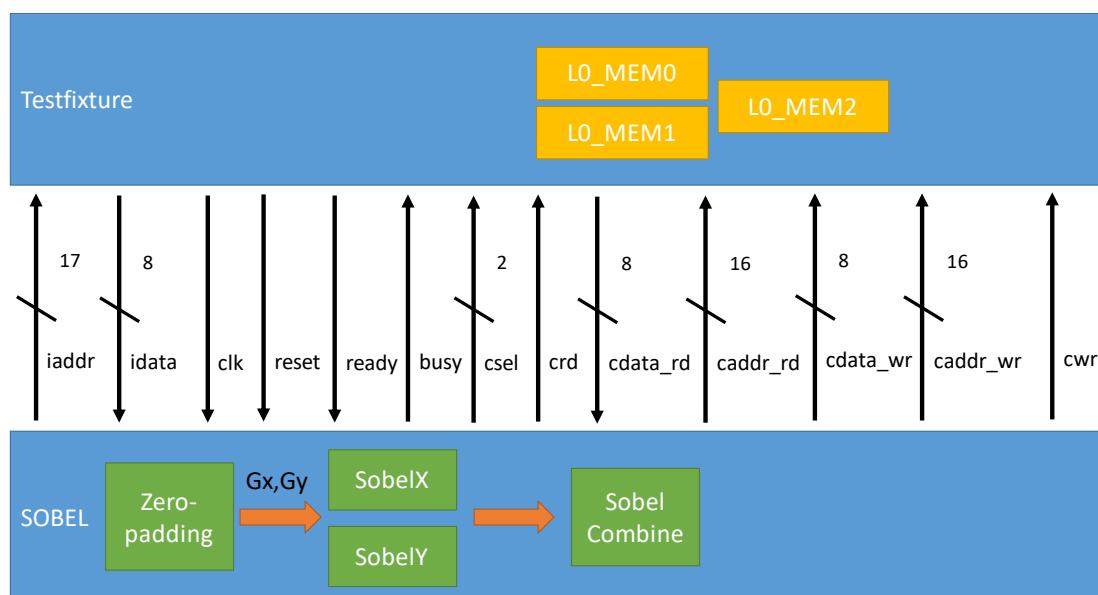 L0_MEM0
Testfixture
L0_MEM2
L0_MEM1
17
8
2
8
16
8
16
iaddr
idata
clk
reset
ready
busy
csel
crd
cdata_rd
caddr_rd
cdata_wr
caddr_wr
cwr
SOBEL
Zero-
padding
Gx,Gy
SobelX
SobelY
Sobel
Combine